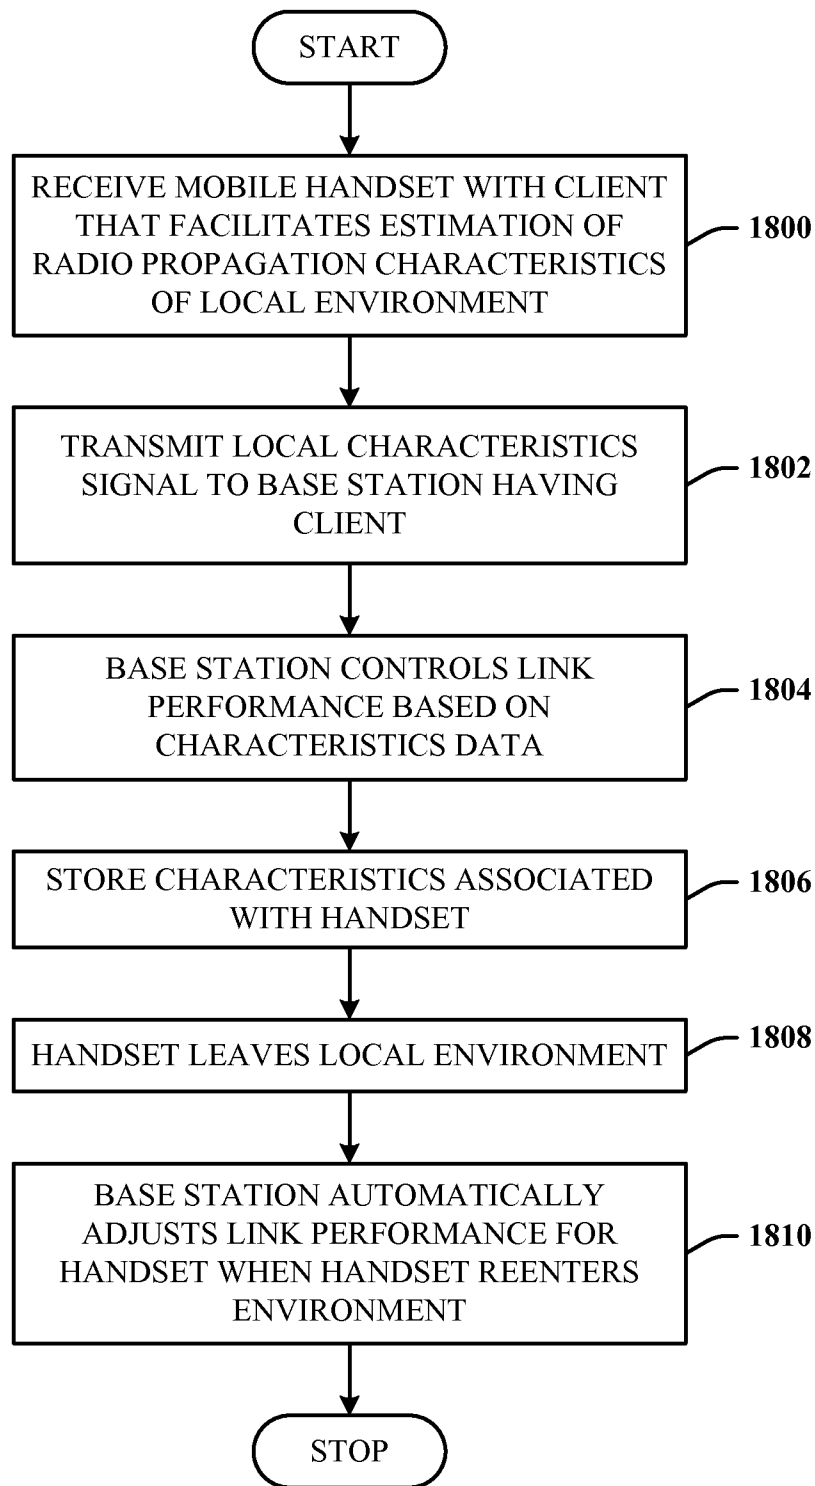 START
RECEIVE MOBILE HANDSET WITH CLIENT
THAT FACILITATES ESTIMATION OF
RADIO PROPAGATION CHARACTERISTICS
OF LOCAL ENVIRONMENT
1800
TRANSMIT LOCAL CHARACTERISTICS
SIGNAL TO BASE STATION HAVING
CLIENT
1802
BASE STATION CONTROLS LINK
PERFORMANCE BASED ON
CHARACTERISTICS DATA
1804
STORE CHARACTERISTICS ASSOCIATED
WITH HANDSET
1806
HANDSET LEAVES LOCAL ENVIRONMENT
1808
BASE STATION AUTOMATICALLY
ADJUSTS LINK PERFORMANCE FOR
HANDSET WHEN HANDSET REENTERS
ENVIRONMENT
1810
STOP